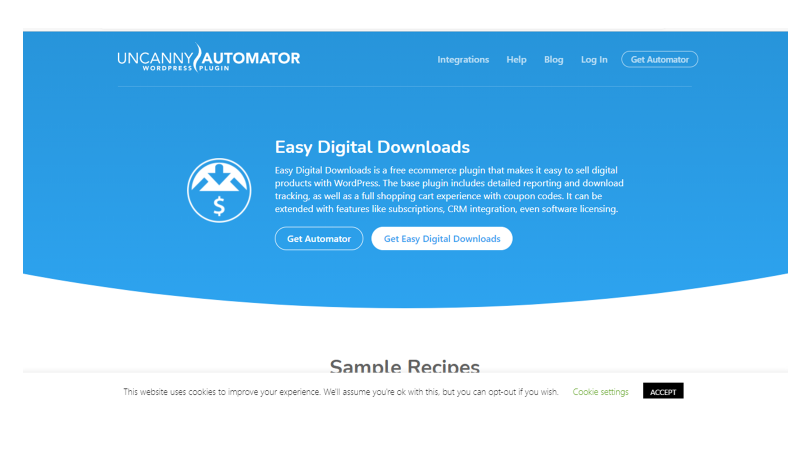 UNCANNY AUTOMATOR
WORDPRESS PLUGIN
Integrations Help Blog Log In Get Automator
Easy Digital Downloads
Easy Digital Downloads is a free ecommerce plugin that makes it easy to sell digital
products with WordPress. The base plugin includes detailed reporting and download
tracking, as well as a full shopping cart experience with coupon codes. It can be
extended with features like subscriptions, CRM integration, even software licensing.
$
Get Automator Get Easy Digital Downloads
Sample Recipes
This website uses cookies to improve your experience. We'll assume you're ok with this, but you can opt-out if you wish. Cookie settings ACCEPT